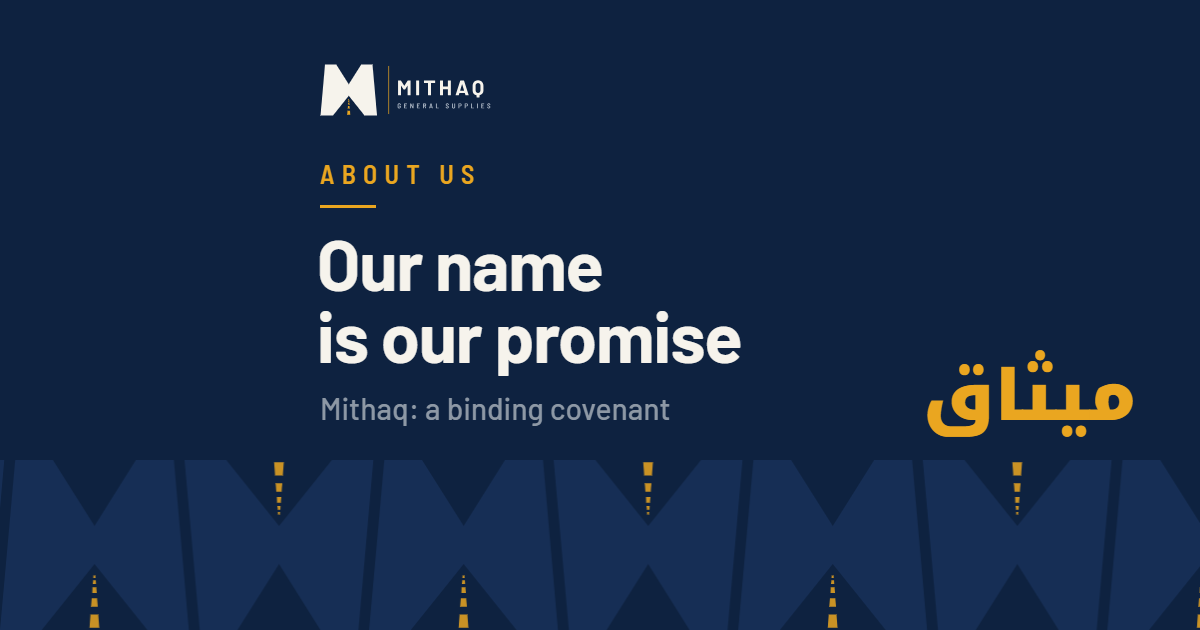 MITHAQ
GENERAL SUPPLIES
ABOUT US
Our name
is our promise
Mithaq: a binding covenant
ميثاق